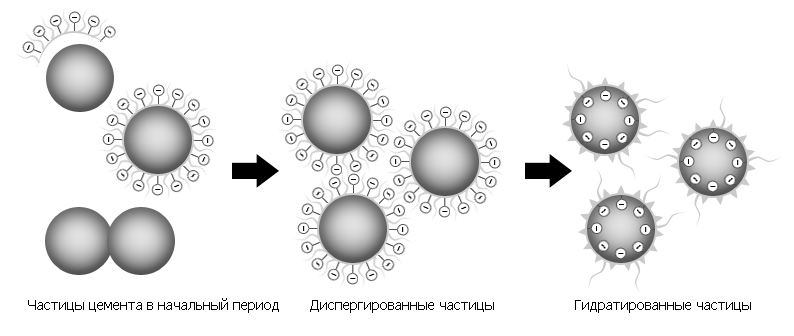 Частицы цемента в начальный период
Диспергированные частицы
Гидратированные частицы